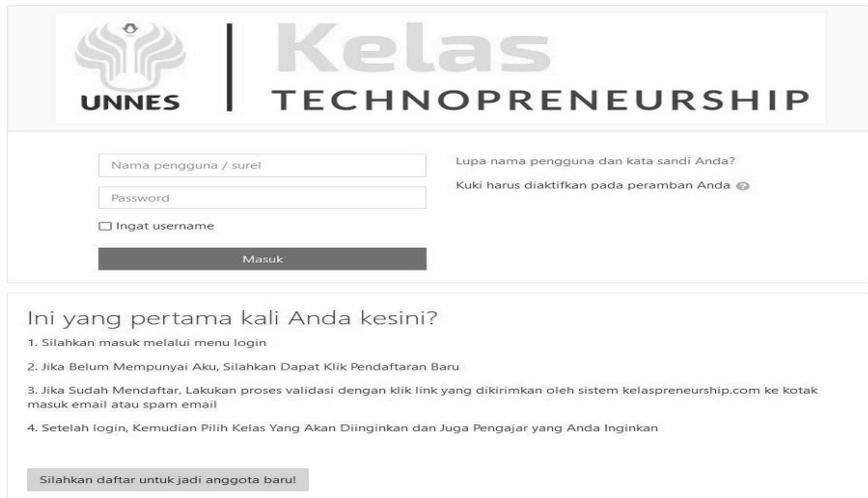 UNNES
Kelas
TECHNOPRENEURSHIP
Nama pengguna / surel
Password
Ingat username
Masuk
Lupa nama pengguna dan kata sandi Anda?
Kuki harus diaktifkan pada peramban Anda
Ini yang pertama kali Anda kesini?
1. Silahkan masuk melalui menu login
2. Jika Belum Mempunyai Aku, Silahkan Dapat Klik Pendaftaran Baru
3. Jika Sudah Mendaftar, Lakukan proses validasi dengan klik link yang dikirimkan oleh sistem kelaspreneurship.com ke kotak
masuk email atau spam email
4. Setelah login, Kemudian Pilih Kelas Yang Akan Diinginkan dan Juga Pengajar yang Anda Inginkan
Silahkan daftar untuk jadi anggota baru!